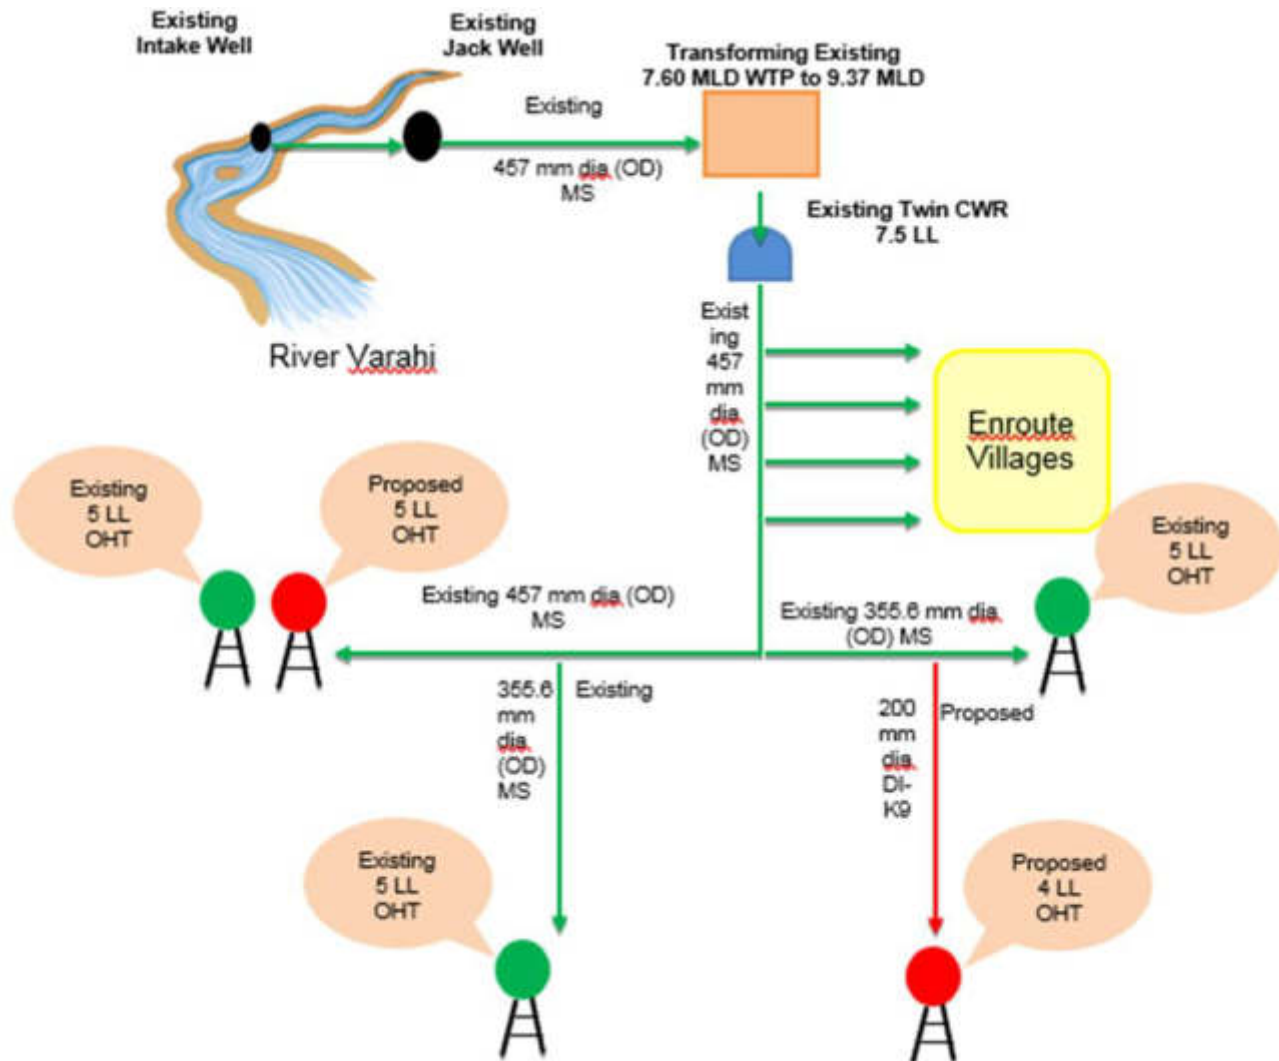 Existing
Intake Well
Existing
Jack Well
Transforming Existing
7.60 MLD WTP to 9.37 MLD
Existing
457 mm dia (OD)
MS
Existing Twin CWR
7.5 LL
River Varahi
Exist
ing
457
mm
dia
(OD)
MS
Enroute
Villages
Existing
5 LL
OHT
Proposed
5 LL
OHT
Existing
5 LL
OHT
Existing 457 mm dia (OD)
MS
Existing 355.6 mm dia
(OD) MS
355.6
mm
dia
(OD)
MS
Existing
200
mm
dia
DI-
K9
Proposed
Existing
5 LL
OHT
Proposed
4 LL
OHT